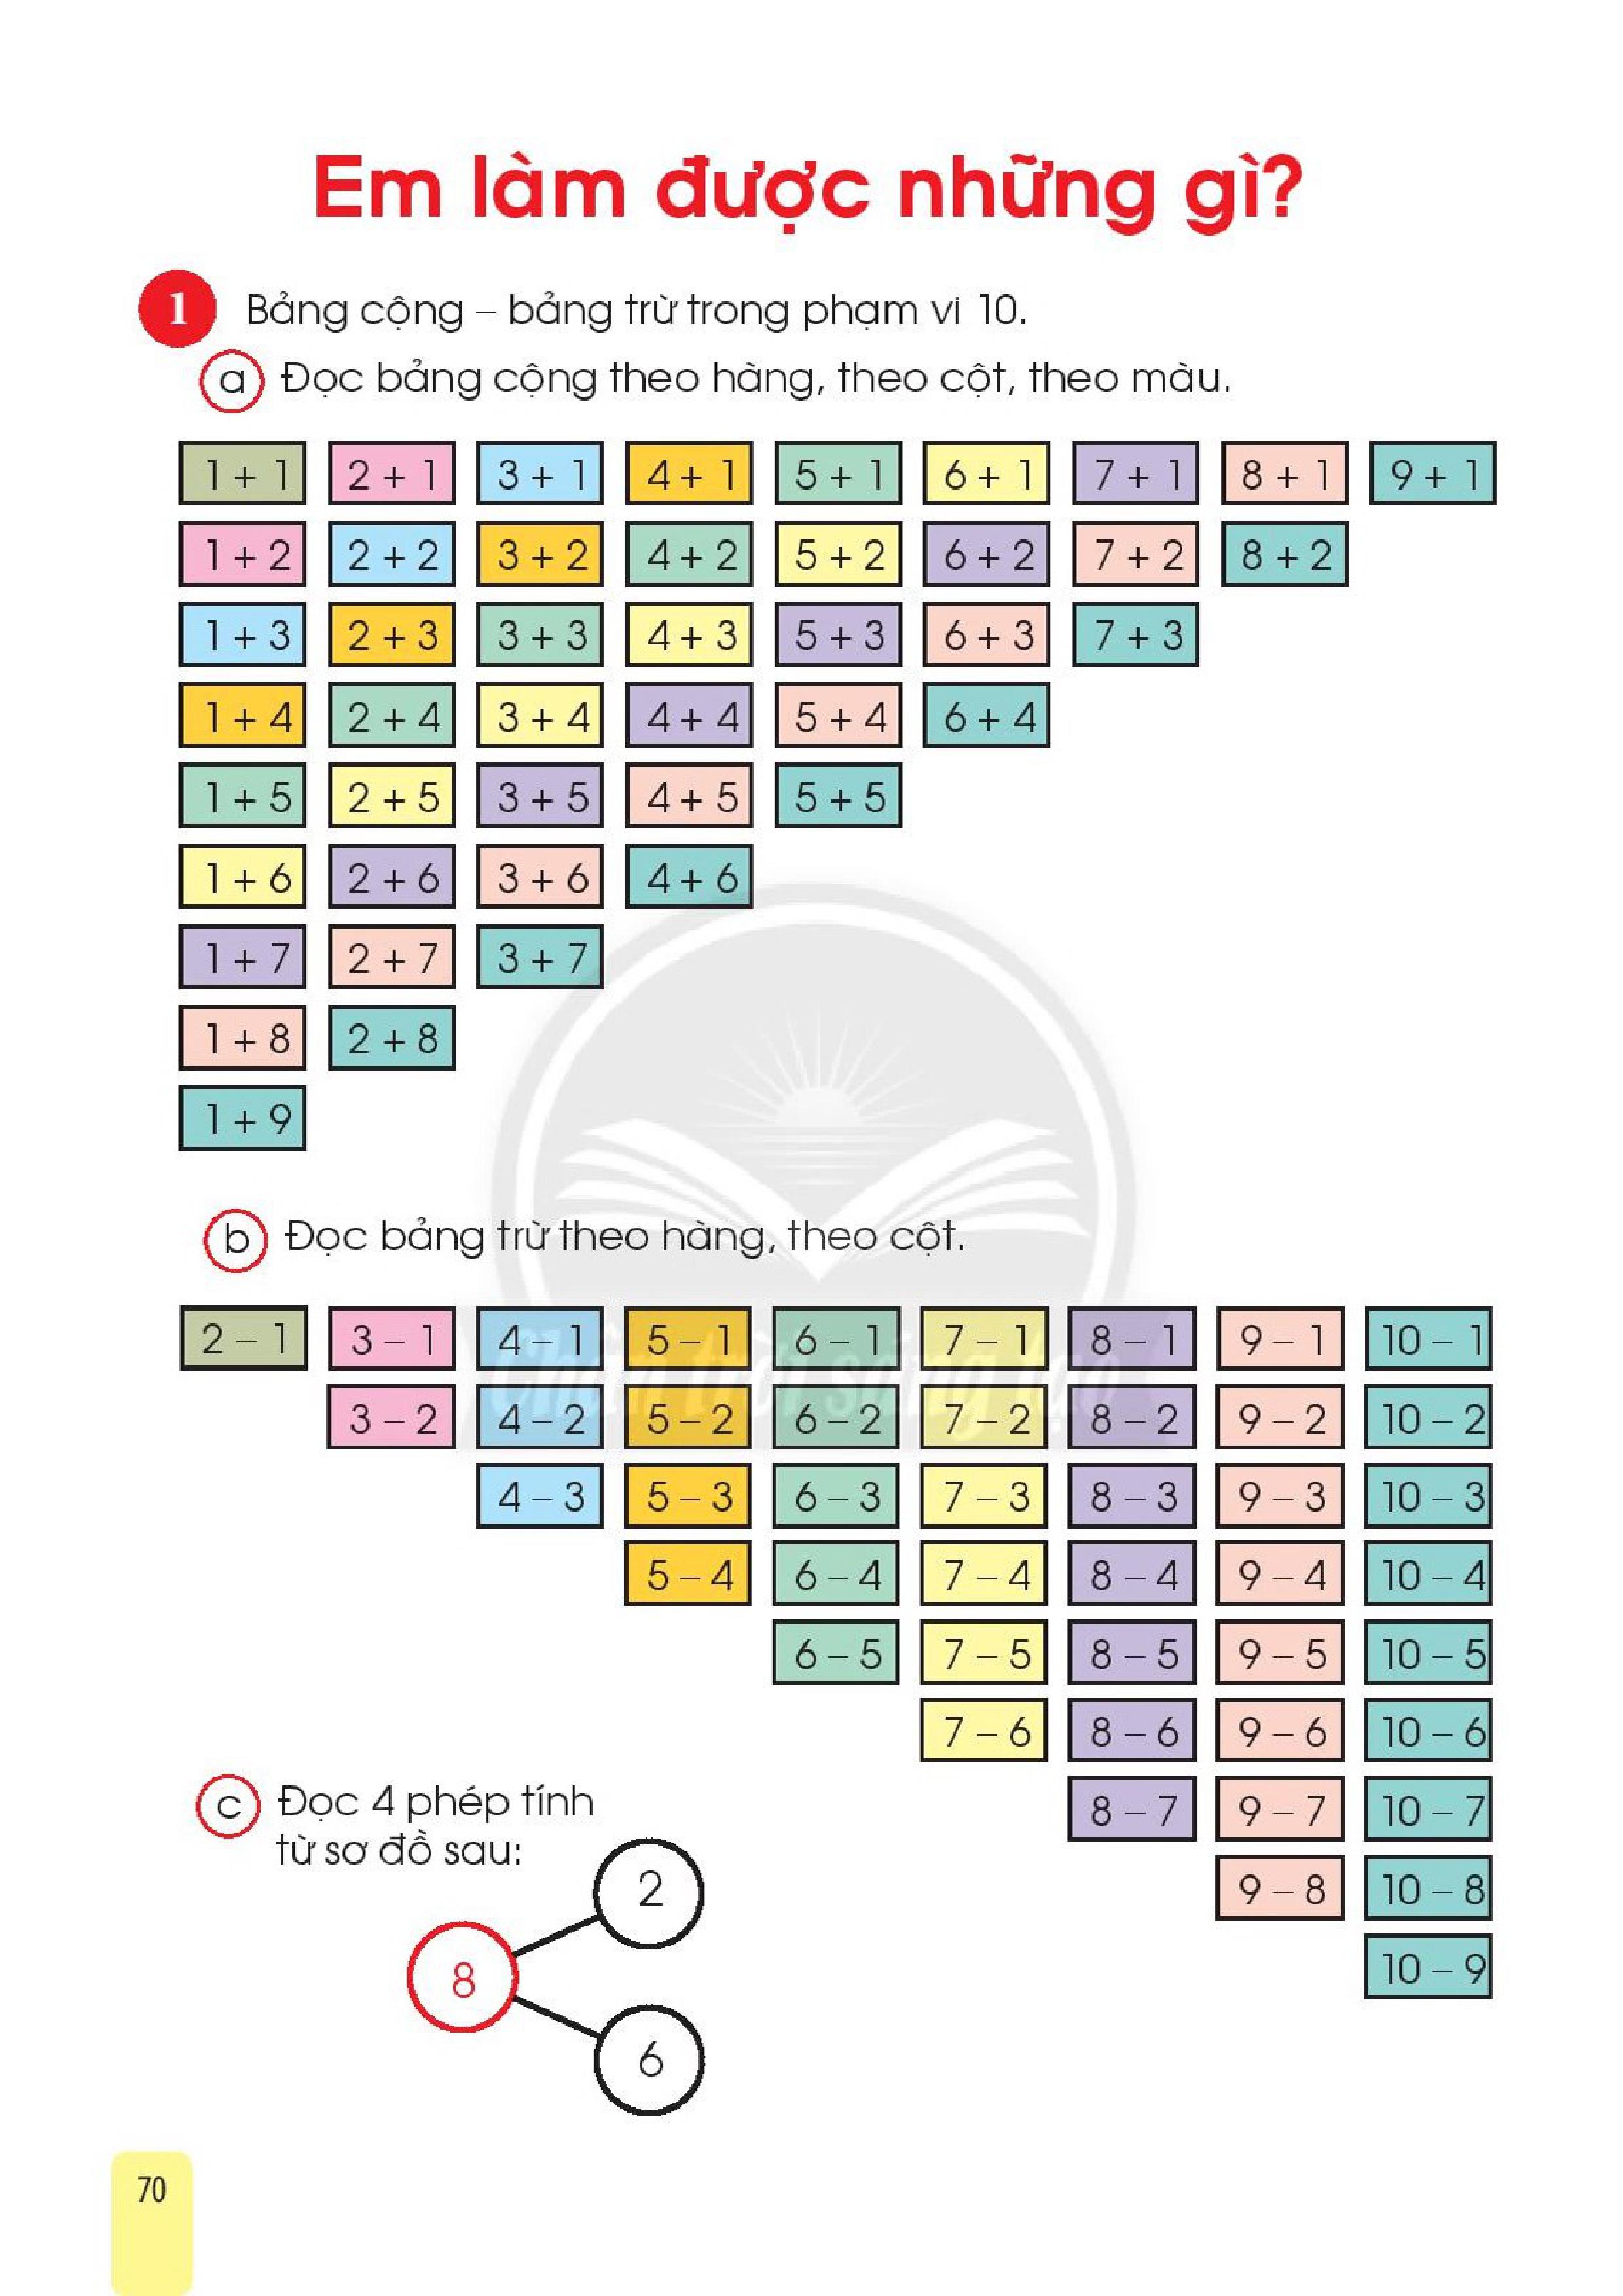 Em làm được những gì?
1 Bảng cộng – bảng trừ trong phạm vi 10.
a Đọc bảng cộng theo hàng, theo cột, theo màu.
1 + 1 2 + 1 3 + 1 4 + 1 5 + 1 6 + 1 7 + 1 8 + 1 9 + 1
1 + 2 2 + 2 3 + 2 4 + 2 5 + 2 6 + 2 7 + 2 8 + 2
1 + 3 2 + 3 3 + 3 4 + 3 5 + 3 6 + 3 7 + 3
1 + 4 2 + 4 3 + 4 4 + 4 5 + 4 6 + 4
1 + 5 2 + 5 3 + 5 4 + 5 5 + 5
1 + 6 2 + 6 3 + 6 4 + 6
1 + 7 2 + 7 3 + 7
1 + 8 2 + 8
1 + 9
b Đọc bảng trừ theo hàng, theo cột.
2 – 1 3 – 1 4 – 1 5 – 1 6 – 1 7 – 1 8 – 1 9 – 1 10 – 1
Chân trời sáng tạo
3 – 2 4 – 2 5 – 2 6 – 2 7 – 2 8 – 2 9 – 2 10 – 2
4 – 3 5 – 3 6 – 3 7 – 3 8 – 3 9 – 3 10 – 3
5 – 4 6 – 4 7 – 4 8 – 4 9 – 4 10 – 4
6 – 5 7 – 5 8 – 5 9 – 5 10 – 5
7 – 6 8 – 6 9 – 6 10 – 6
8 – 7 9 – 7 10 – 7
9 – 8 10 – 8
10 – 9
c Đọc 4 phép tính
từ sơ đồ sau:
2
8
6
70